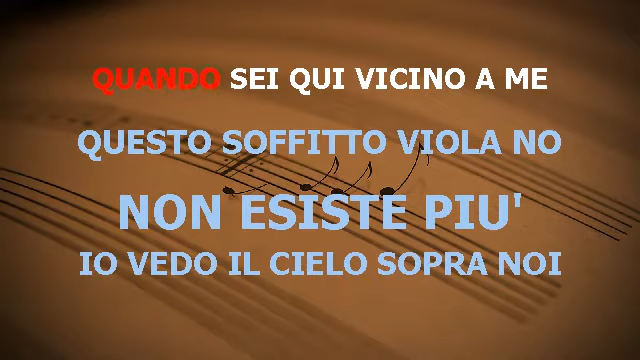 QUANDO SEI QUI VICINO A ME
QUESTO SOFFITTO VIOLA NO
NON ESISTE PIU'
IO VEDO IL CIELO SOPRA NOI